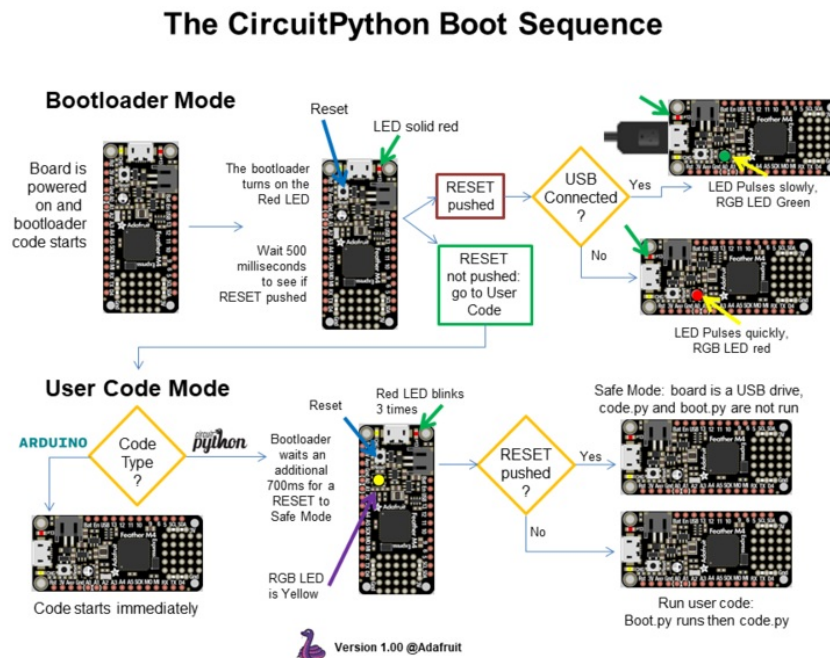 The CircuitPython Boot Sequence
Bootloader Mode
Reset
LED solid red
Board is
powered
on and
bootloader
code starts
The bootloader
turns on the
Red LED
Wait 500
milliseconds
to see if
RESET pushed
RESET
pushed
RESET
not pushed:
go to User
Code
USB
Connected
?
Yes
No
LED Pulses slowly,
RGB LED Green
LED Pulses quickly,
RGB LED red
User Code Mode
ARDUINO
Code
Type
?
circuit
python
Code starts immediately
Reset
Red LED blinks
3 times
Bootloader
waits an
additional
700ms for a
RESET to
Safe Mode
RGB LED
is Yellow
RESET
pushed
?
Yes
No
Safe Mode: board is a USB drive,
code.py and boot.py are not run
Run user code:
Boot.py runs then code.py
Feather M4
Express
Adafruit
Version 1.00 @Adafruit